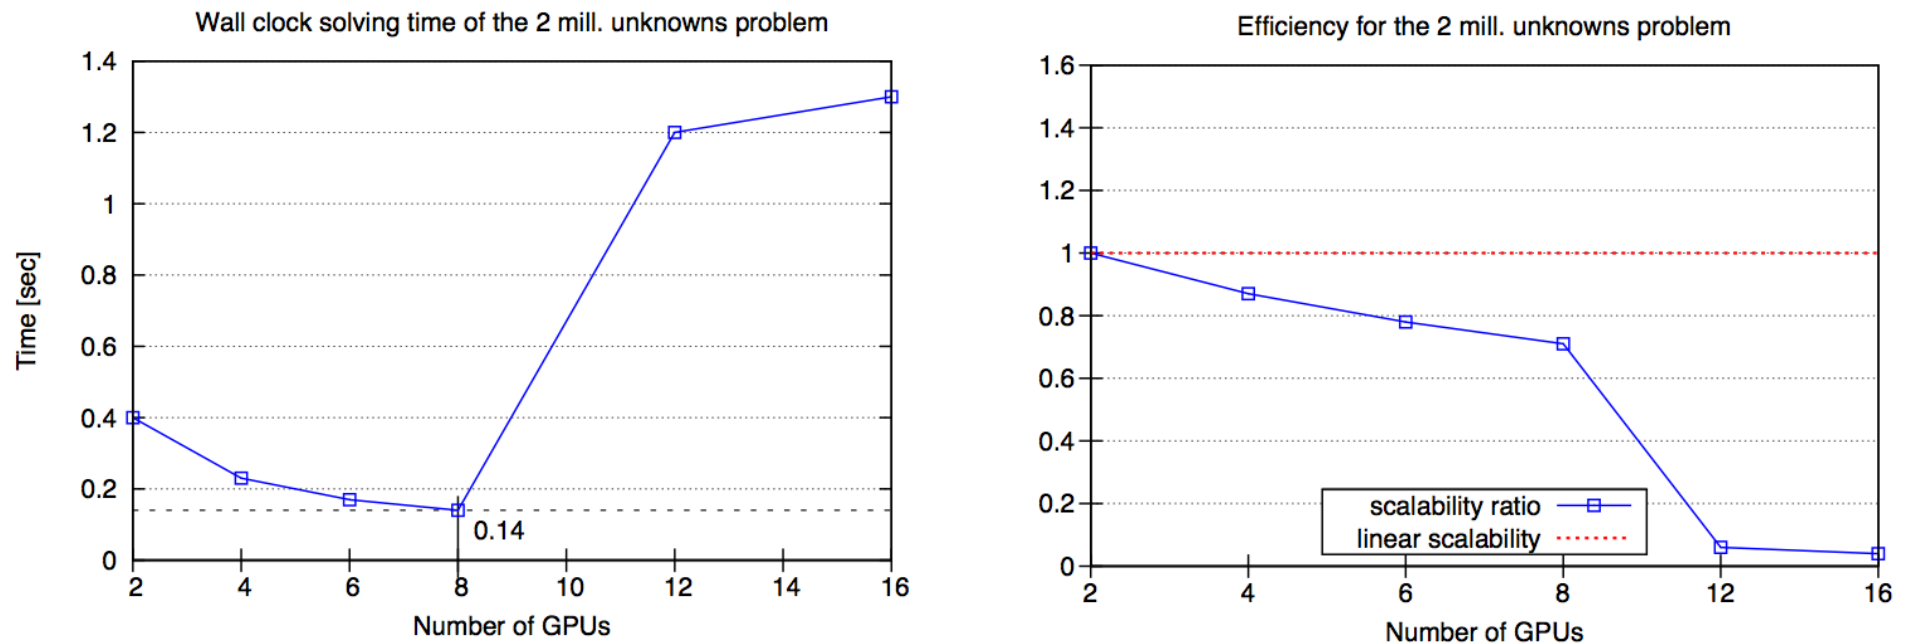 Wall clock solving time of the 2 mill. unknowns problem
1.4
1.2
1
0.8
0.6
0.4
0.2
0
Time [sec]
0.14
2 4 6 8 10 12 14 16
Number of GPUs
Efficiency for the 2 mill. unknowns problem
1.6
1.4
1.2
1
0.8
0.6
0.4
0.2
0
scalability ratio
linear scalability
2 4 6 8 12 16
Number of GPUs